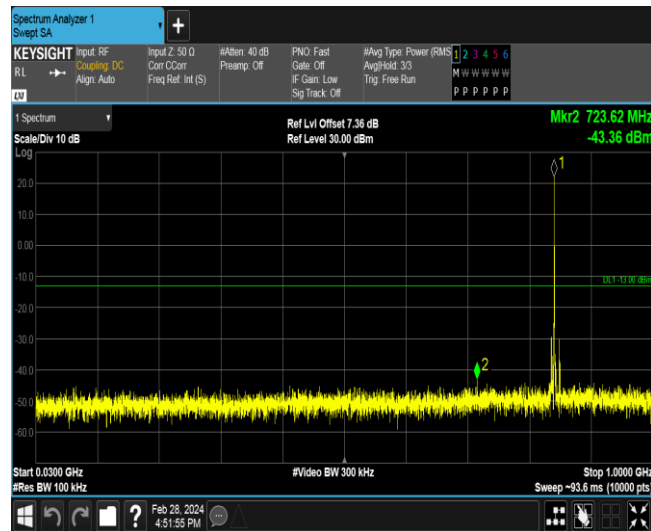 Spectrum Analyzer 1
Swept SA
+
KEYSIGHT
RL
LXI
Input: RF
Coupling: DC
Align: Auto
Input Z: 50 Ω
Corr CCorr
Freq Ref: Int (S)
#Atten: 40 dB
Preamp: Off
PNO: Fast
Gate: Off
IF Gain: Low
Sig Track: Off
#Avg Type: Power (RMS
Avg|Hold: 3/3
Trig: Free Run
1 2 3 4 5 6
M W W W W W
P P P P P P
1 Spectrum
Scale/Div 10 dB
Log
Ref Lvl Offset 7.36 dB
Ref Level 30.00 dBm
Mkr2 723.62 MHz
-43.36 dBm
1
20.0
10.0
0.00
-10.0
DL1 -13.00 dBm
-20.0
-30.0
2
-40.0
-50.0
-60.0
Start 0.0300 GHz
#Res BW 100 kHz
#Video BW 300 kHz
Stop 1.0000 GHz
Sweep ~93.6 ms (10000 pts)
?
Feb 28, 2024
4:51:55 PM